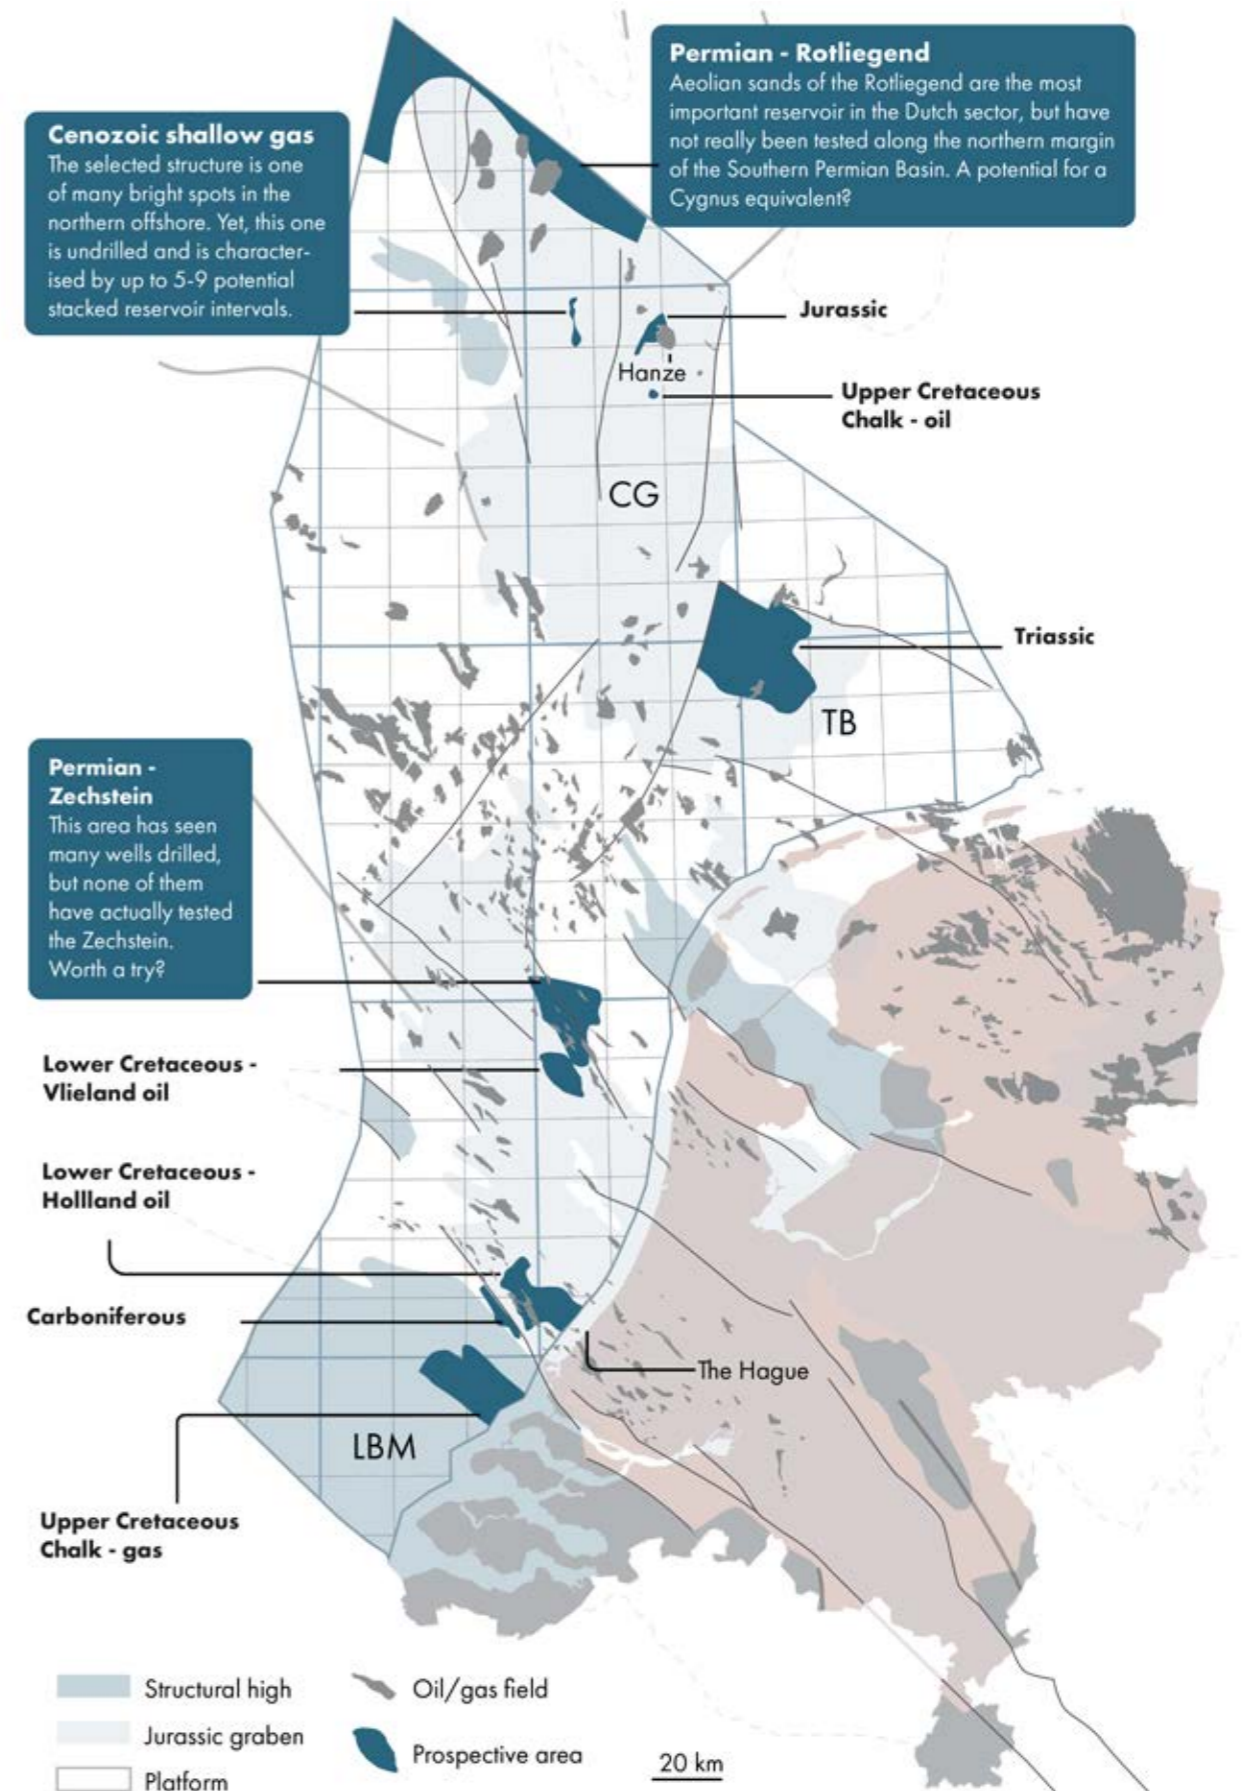 Permian - Rotliegend
Aeolian sands of the Rotliegend are the most
important reservoir in the Dutch sector, but have
not really been tested along the northern margin
of the Southern Permian Basin. A potential for a
Cygnus equivalent?
Cenozoic shallow gas
The selected structure is one
of many bright spots in the
northern offshore. Yet, this one
is undrilled and is character-
ised by up to 5-9 potential
stacked reservoir intervals.
Jurassic
Hanze
Upper Cretaceous
Chalk - oil
CG
Triassic
TB
Permian -
Zechstein
This area has seen
many wells drilled,
but none of them
have actually tested
the Zechstein.
Worth a try?
Lower Cretaceous -
Vlieland oil
Lower Cretaceous -
Hollland oil
Carboniferous
The Hague
LBM
Upper Cretaceous
Chalk - gas
Structural high
Jurassic graben
Platform
Oil/gas field
Prospective area
20 km